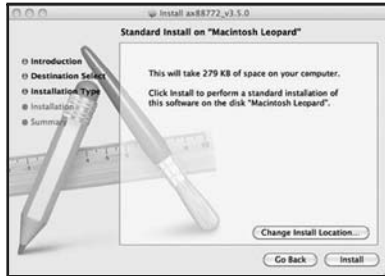 Install ax88772_v3.5.0
Standard Install on "Macintosh Leopard"
Introduction
Destination Select
Installation Type
Installation
Summary
This will take 279 KB of space on your computer.
Click Install to perform a standard installation of
this software on the disk "Macintosh Leopard".
Change Install Location...
Go Back
Install